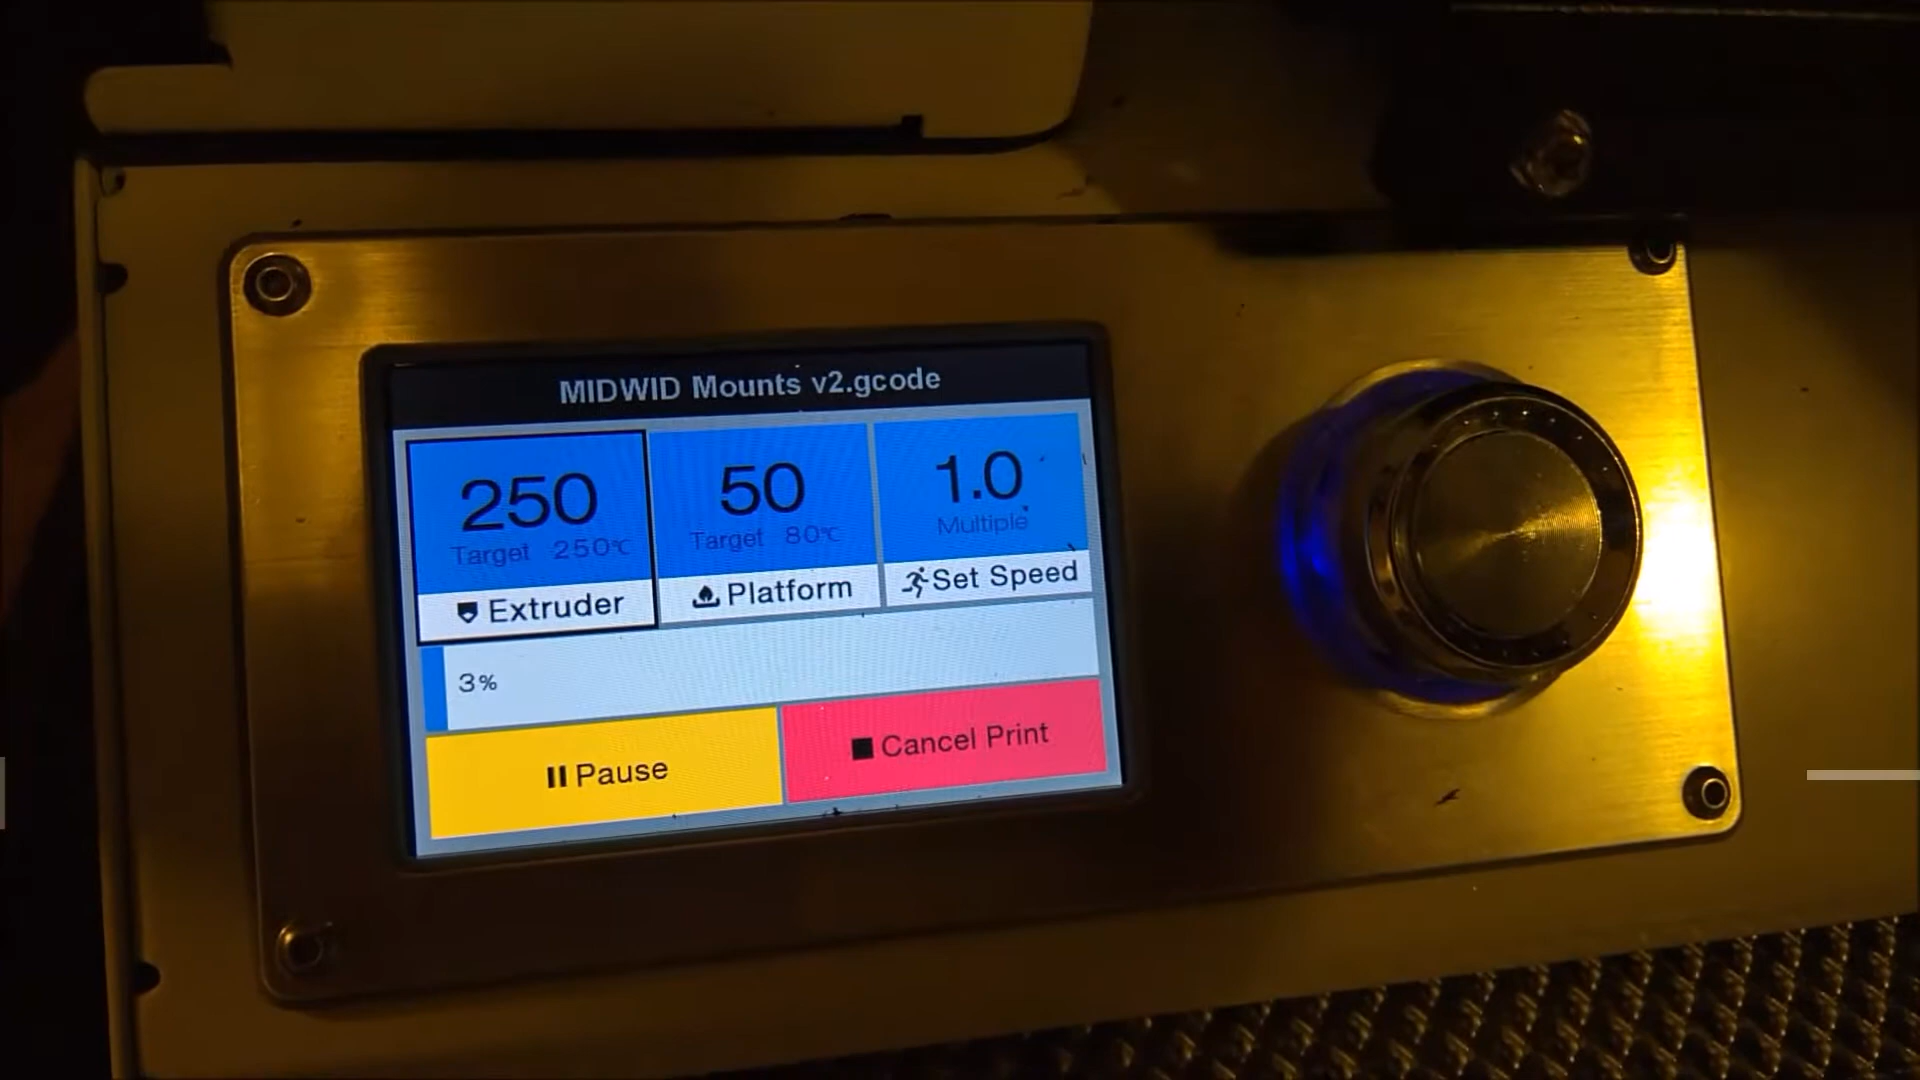 MIDWID Mounts v2.gcode
250 50 1.0
Target 250℃ Target 80℃ Multiple
Extruder Platform Set Speed
3%
Pause Cancel Print